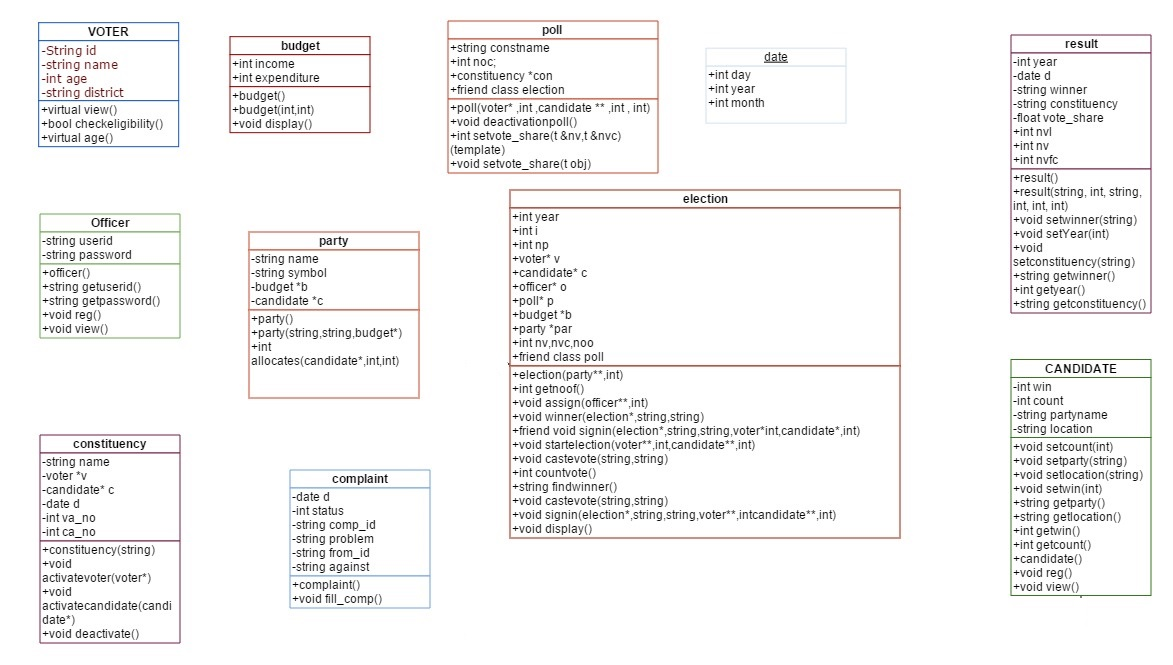 VOTER
-String id
-string name
-int age
-string district
+virtual view()
+bool checkeligibility()
+virtual age()
budget
+int income
+int expenditure
+budget()
+budget(int,int)
+void display()
poll
+string constname
+int noc;
+constituency *con
+friend class election
+poll(voter* ,int ,candidate ** ,int , int)
+void deactivationpoll()
+int setvote_share(t &nv,t &nvc)
(template)
+void setvote_share(t obj)
date
+int day
+int year
+int month
result
-int year
-date d
-string winner
-string constituency
-float vote_share
+int nvl
+int nv
+int nvfc
+result()
+result(string, int, string,
int, int, int)
+void setwinner(string)
+void setYear(int)
+void
setconstituency(string)
+string getwinner()
+int getyear()
+string getconstituency()
Officer
-string userid
-string password
+officer()
+string getuserid()
+string getpassword()
+void reg()
+void view()
party
-string name
-string symbol
-budget *b
-candidate *c
+party()
+party(string,string,budget*)
+int
allocates(candidate*,int,int)
election
+int year
+int i
+int np
+voter* v
+candidate* c
+officer* o
+poll* p
+budget *b
+party *par
+int nv,nvc,noo
+friend class poll
+election(party**,int)
+int getnoof()
+void assign(officer**,int)
+void winner(election*,string,string)
+friend void signin(election*,string,string,voter*int,candidate*,int)
+void startelection(voter**,int,candidate**,int)
+void castevote(string,string)
+int countvote()
+string findwinner()
+void castevote(string,string)
+void signin(election*,string,string,voter**,intcandidate**,int)
+void display()
CANDIDATE
-int win
-int count
-string partyname
-string location
+void setcount(int)
+void setparty(string)
+void setlocation(string)
+void setwin(int)
+string getparty()
+string getlocation()
+int getwin()
+int getcount()
+candidate()
+void reg()
+void view()
constituency
-string name
-voter *v
-candidate* c
-date d
-int va_no
-int ca_no
+constituency(string)
+void
activatevoter(voter*)
+void
activatecandidate(candi
date*)
+void deactivate()
complaint
-date d
-int status
-string comp_id
-string problem
-string from_id
-string against
+complaint()
+void fill_comp()